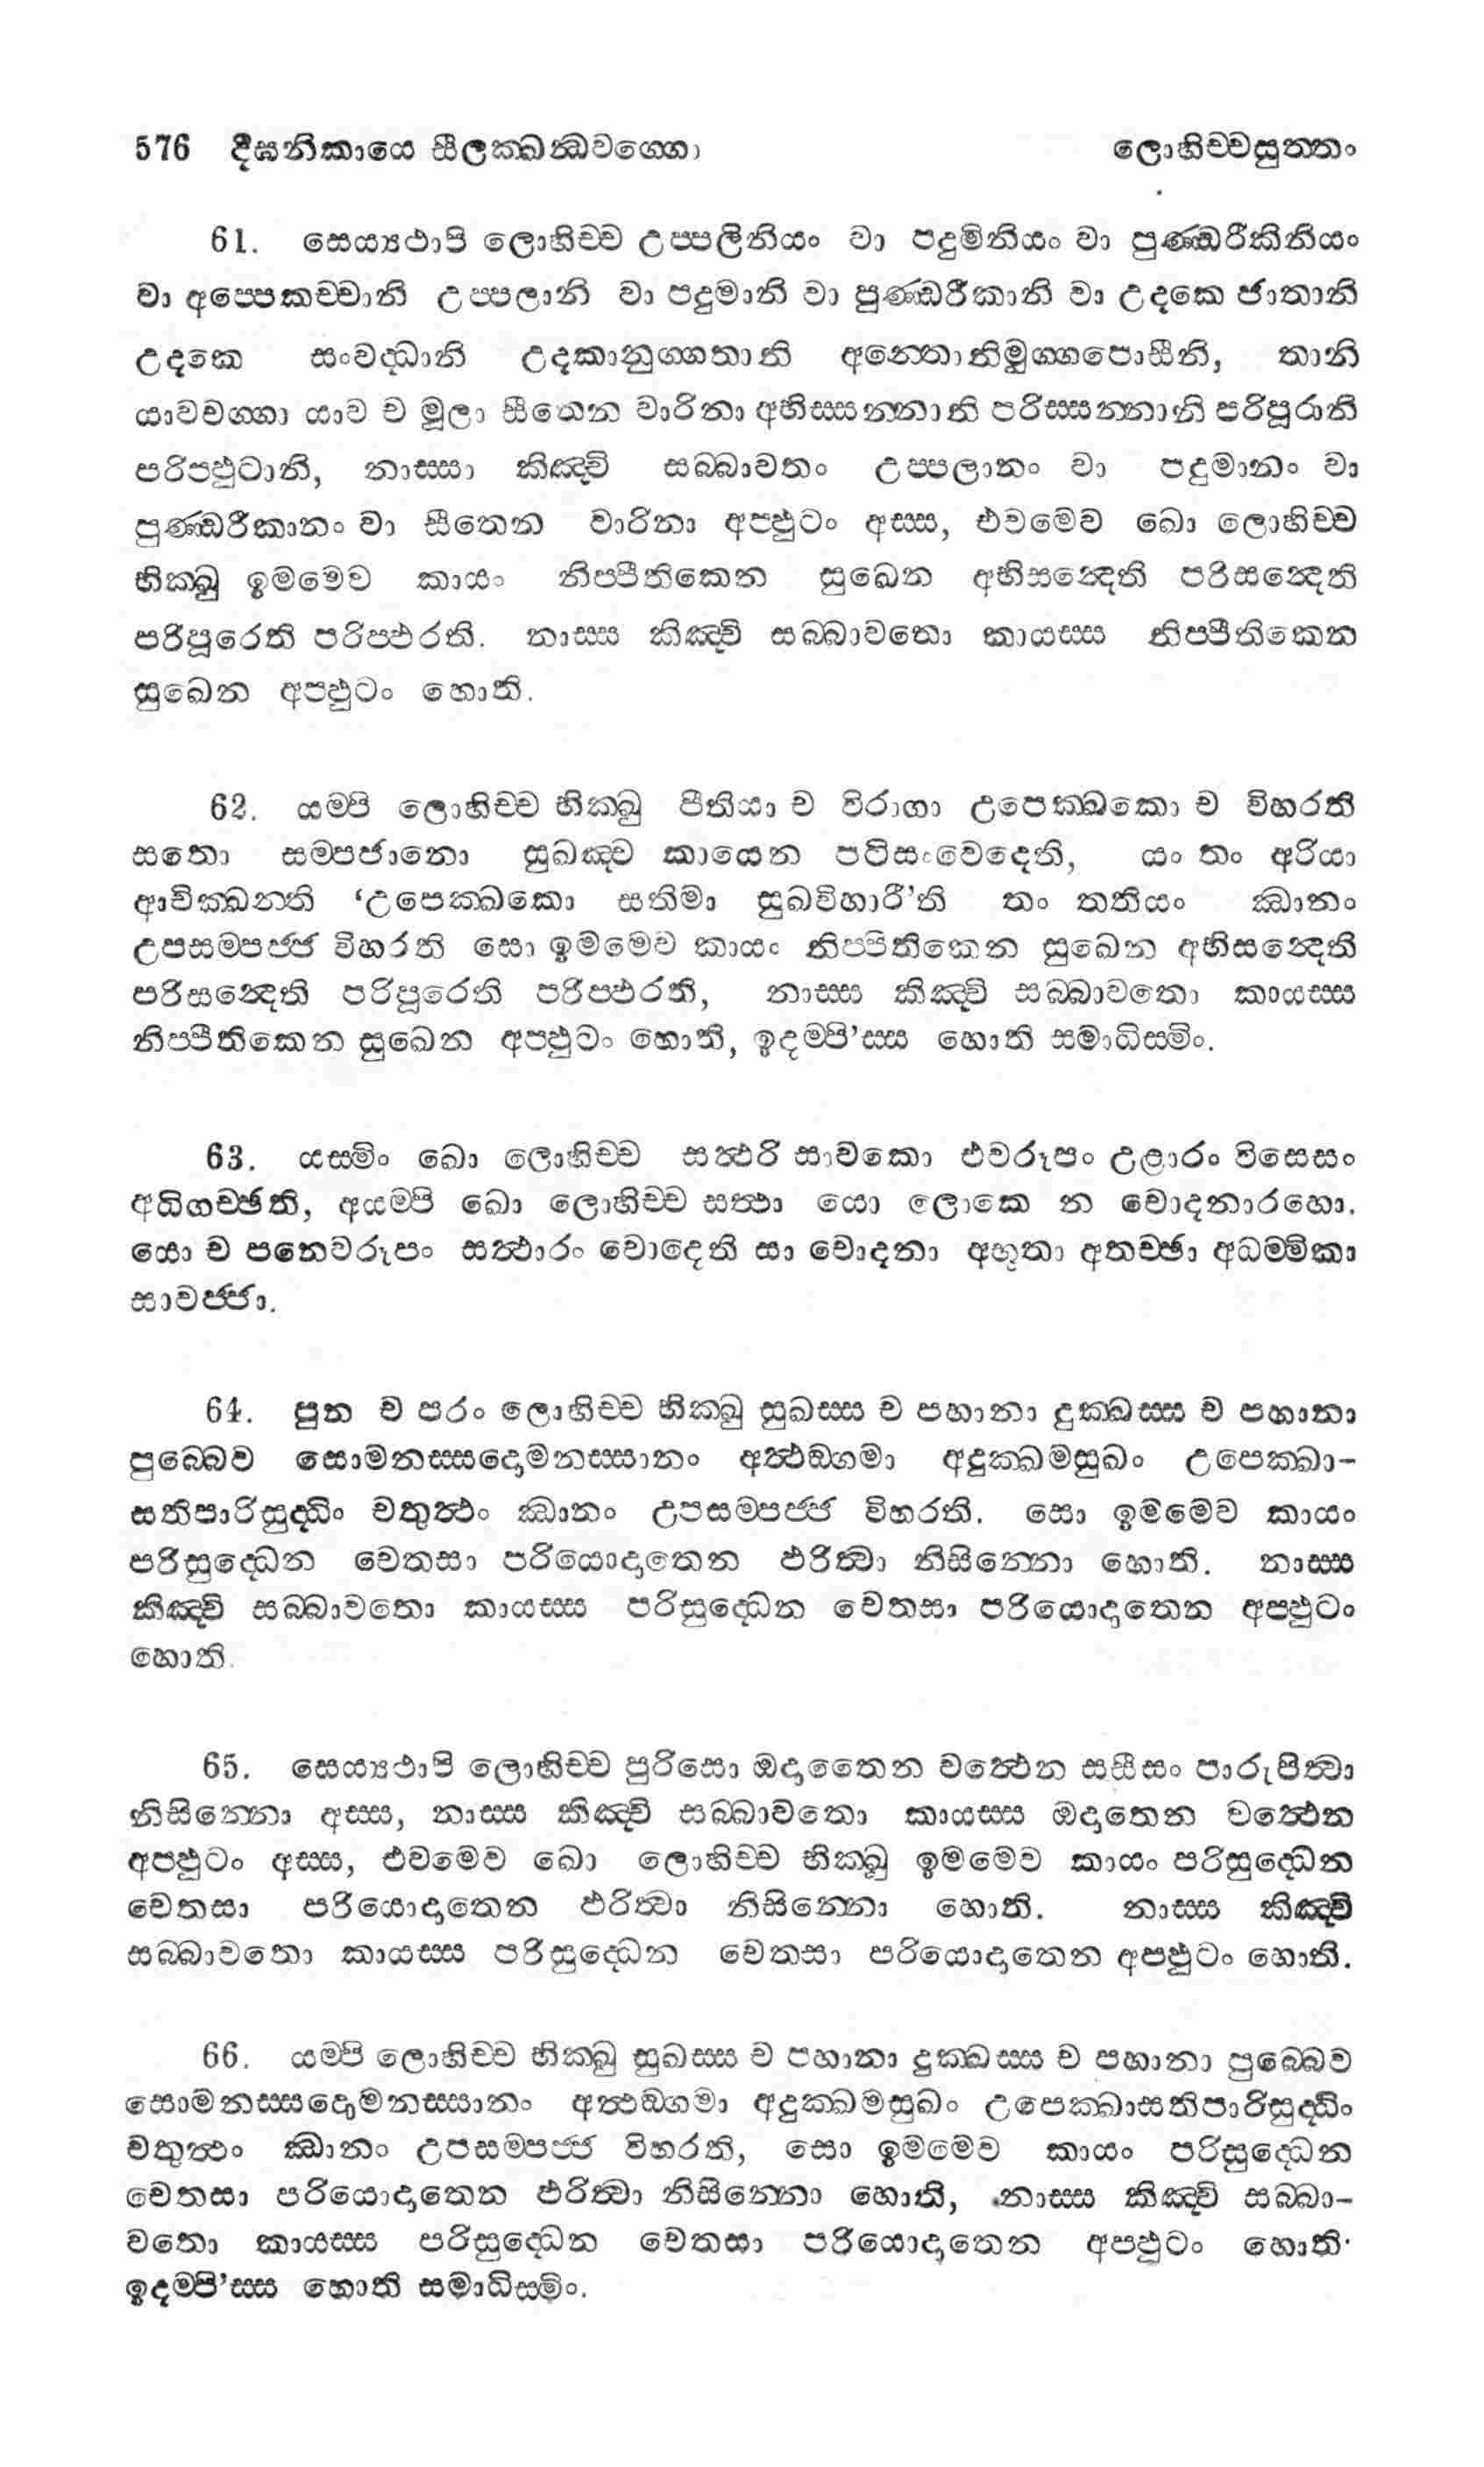 576 දීඝනිකායෙ සීලක්ඛන්ධවග්ගො ලොහිච්චසුත්තං
61. සෙය්‍යථාපි ලොහිච්ච උප්පලිනියං වා පදුමිනියං වා පුණ්ඩරීකිනියං
වා අප්පෙකච්චානි උප්පලානි වා පදුමානි වා පුණ්ඩරීකානි වා උදකෙ ජාතානි
උදකෙ සංවද්ධානි උදකානුග්ගතානි අන්තොනිමුග්ගපොසීනි, තානි
යාවචග්ගා යාව ච මූලා සීතෙන වාරිනා අභිස්සන්නානි පරිස්සන්නානි පරිපූරානි
පරිප්ඵුටානි, නාස්සා කිඤ්චි සබ්බාවතං උප්පලානං වා පදුමානං වා
පුණ්ඩරීකානං වා සීතෙන වාරිනා අප්ඵුටං අස්ස, එවමෙව ඛො ලොහිච්ච
භික්ඛු ඉමමෙව කායං නිප්පීතිකෙන සුඛෙන අභිසන්දෙති පරිසන්දෙති
පරිපූරෙති පරිප්ඵරති. නාස්ස කිඤ්චි සබ්බාවතො කායස්ස නිප්පීතිකෙන
සුඛෙන අප්ඵුටං හොති.
62. යම්පි ලොහිච්ච භික්ඛු පීතියා ච විරාගා උපෙක්ඛකො ච විහරති
සතො සම්පජානො සුඛඤ්ච කායෙන පටිසංවෙදෙති, යං තං අරියා
ආචික්ඛන්ති ‘උපෙක්ඛකො සතිමා සුඛවිහාරී’ති තං තතියං ඣානං
උපසම්පජ්ජ විහරති සො ඉමමෙව කායං නිප්පිතිකෙන සුඛෙන අභිසන්දෙති
පරිසන්දෙති පරිපූරෙති පරිප්ඵරති, නාස්ස කිඤ්චි සබ්බාවතො කායස්ස
නිප්පීතිකෙන සුඛෙන අප්ඵුටං හොති, ඉදම්පි’ස්ස හොති සමාධිස්මිං.
63. යස්මිං ඛො ලොහිච්ච සත්ථරි සාවකො එවරූපං උළාරං විසෙසං
අධිගච්ඡති, අයම්පි ඛො ලොහිච්ච සත්ථා යො ලොකෙ න චොදනාරහො.
යො ච පනෙවරූපං සත්ථාරං චොදෙති සා චොදනා අභූතා අතච්ඡා අධම්මිකා
සාවජ්ජා.
64. පුන ච පරං ලොහිච්ච භික්ඛු සුඛස්ස ච පහානා දුක්ඛස්ස ච පහානා
පුබ්බෙව සොමනස්සදොමනස්සානං අත්ථඞ්ගමා අදුක්ඛමසුඛං උපෙක්ඛා-
සතිපාරිසුද්ධිං චතුත්ථං ඣානං උපසම්පජ්ජ විහරති. සො ඉමමෙව කායං
පරිසුද්ධෙන චෙතසා පරියොදාතෙන ඵරිත්වා නිසින්නො හොති. නාස්ස
කිඤ්චි සබ්බාවතො කායස්ස පරිසුද්ධෙන චෙතසා පරියොදාතෙන අප්ඵුටං
හොති.
65. සෙය්‍යථාපි ලොහිච්ච පුරිසො ඔදාතෙන වත්ථෙන සසීසං පාරුපිත්වා
නිසින්නො අස්ස, නාස්ස කිඤ්චි සබ්බාවතො කායස්ස ඔදාතෙන වත්ථෙන
අප්ඵුටං අස්ස, එවමෙව ඛො ලොහිච්ච භික්ඛු ඉමමෙව කායං පරිසුද්ධෙන
චෙතසා පරියොදාතෙන ඵරිත්වා නිසින්නො හොති. නාස්ස කිඤ්චි
සබ්බාවතො කායස්ස පරිසුද්ධෙන චෙතසා පරියොදාතෙන අප්ඵුටං හොති.
66. යම්පි ලොහිච්ච භික්ඛු සුඛස්ස ච පහානා දුක්ඛස්ස ච පහානා පුබ්බෙව
සොමනස්සදොමනස්සානං අත්ථඞ්ගමා අදුක්ඛමසුඛං උපෙක්ඛාසතිපාරිසුද්ධිං
චතුත්ථං ඣානං උපසම්පජ්ජ විහරති, සො ඉමමෙව කායං පරිසුද්ධෙන
චෙතසා පරියොදාතෙන ඵරිත්වා නිසින්නො හොති, නාස්ස කිඤ්චි සබ්බා-
වතො කායස්ස පරිසුද්ධෙන චෙතසා පරියොදාතෙන අප්ඵුටං හොති.
ඉදම්පි’ස්ස හොති සමාධිස්මිං.